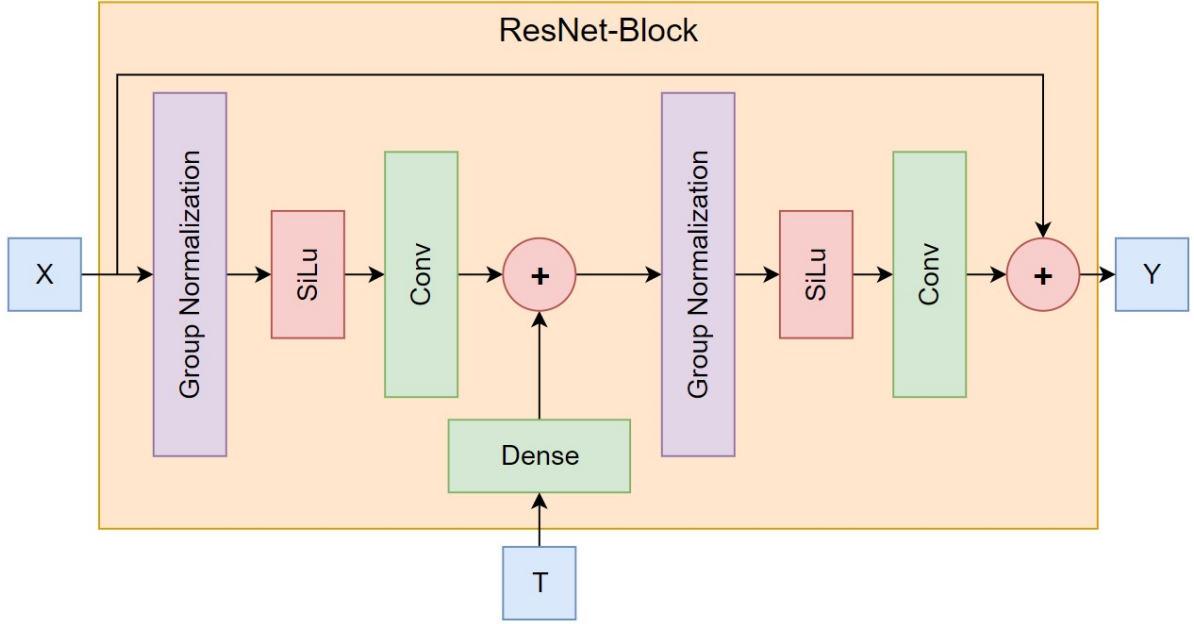 ResNet-Block
X
Group Normalization
SiLu
Conv
+
Group Normalization
SiLu
Conv
+
Y
Dense
T